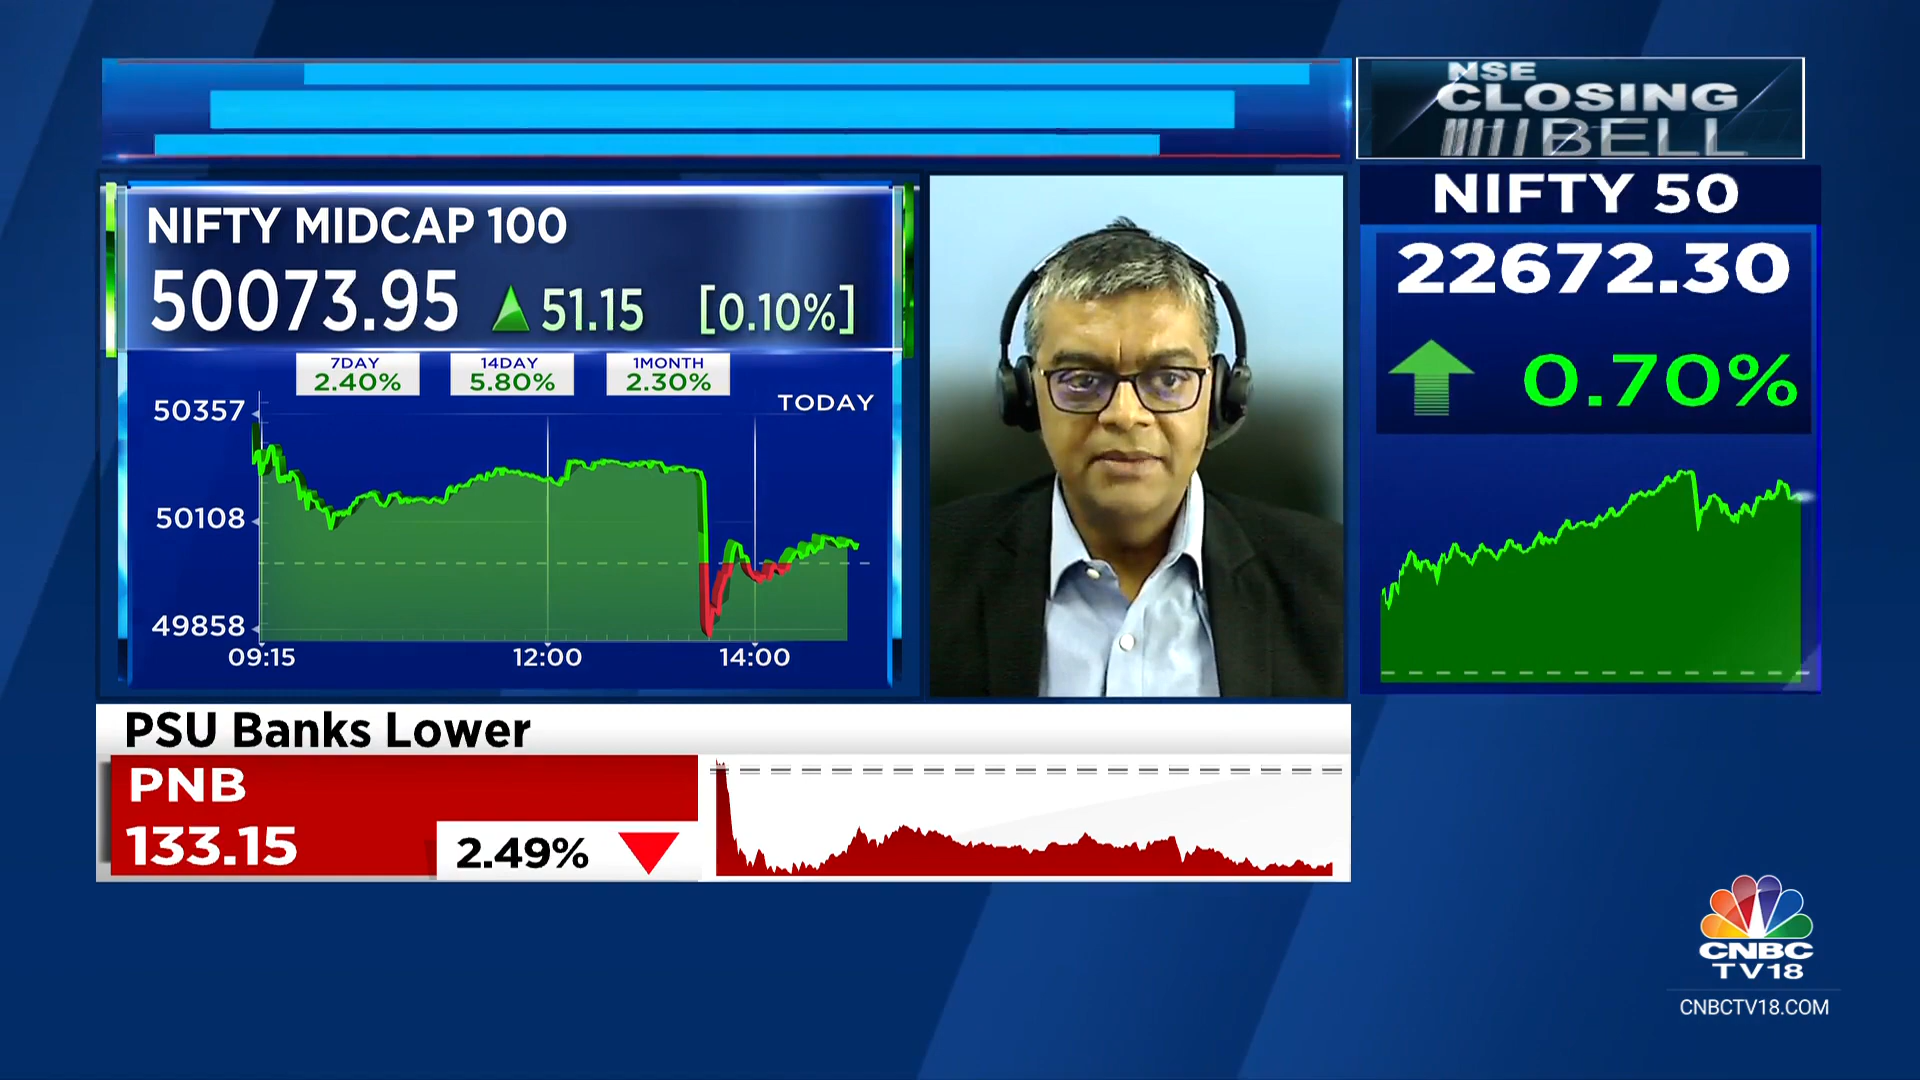 NSE
CLOSING
BELL
NIFTY MIDCAP 100
50073.95 ▲ 51.15 [0.10%]
7DAY
2.40%
14DAY
5.80%
1MONTH
2.30%
TODAY
50357
50108
49858
09:15 12:00 14:00
NIFTY 50
22672.30
0.70%
PSU Banks Lower
PNB
133.15
2.49%
CNBC
TV18
CNBCTV18.COM